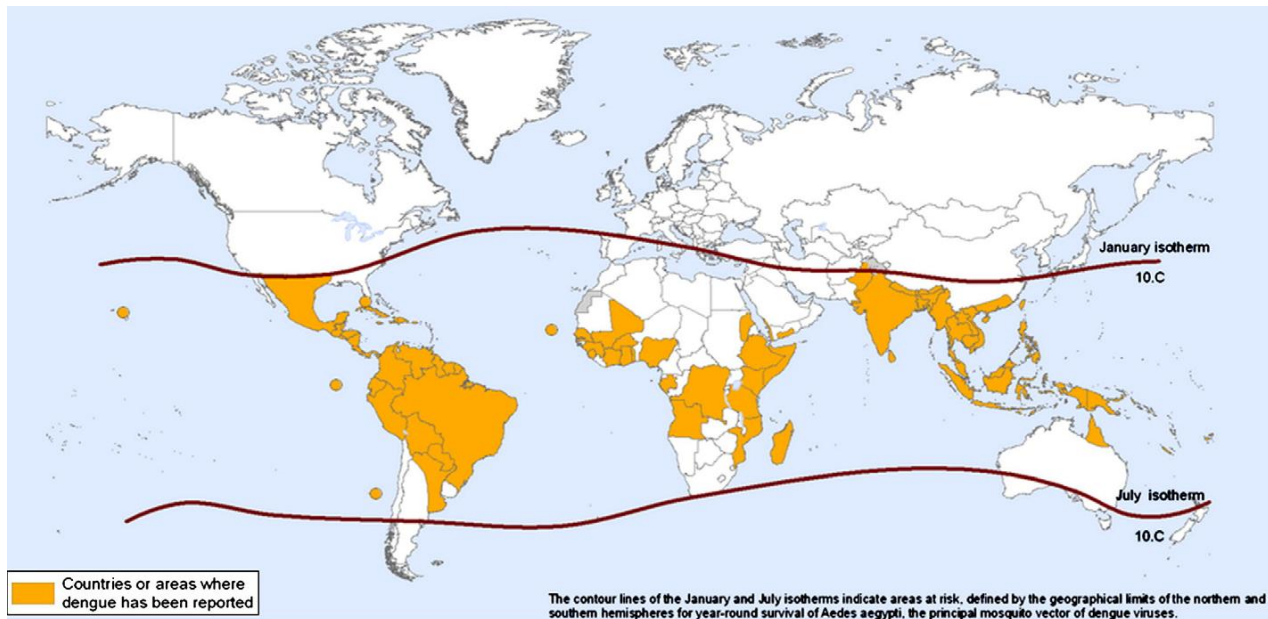 January isotherm
10.C
July isotherm
10.C
Countries or areas where
dengue has been reported
The contour lines of the January and July isotherms indicate areas at risk, defined by the geographical limits of the northern and
southern hemispheres for year-round survival of Aedes aegypti, the principal mosquito vector of dengue viruses.